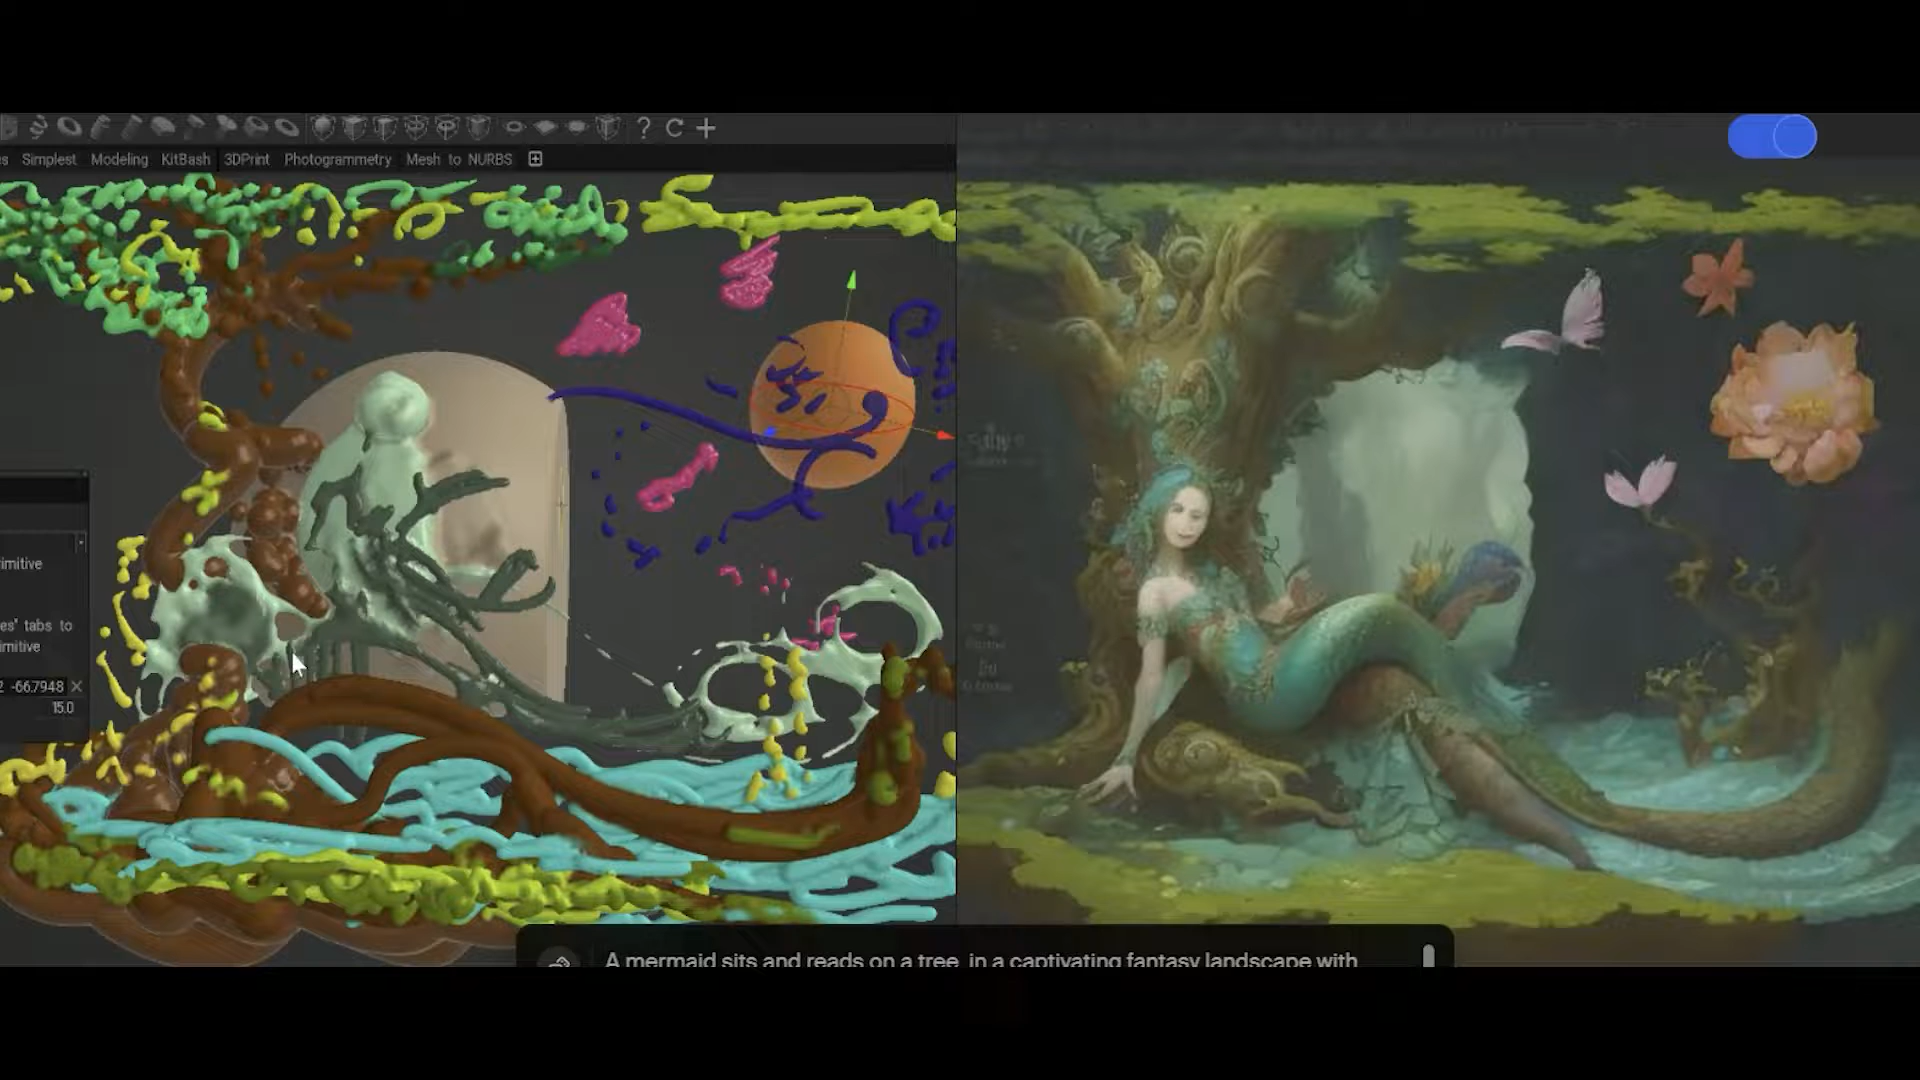 s Simplest Modeling KitBash 3DPrint Photogrammetry Mesh to NURBS
imitive
es" tabs to
imitive
2 -66.7948
15.0
A mermaid sits and reads on a tree, in a captivating fantasy landscape with